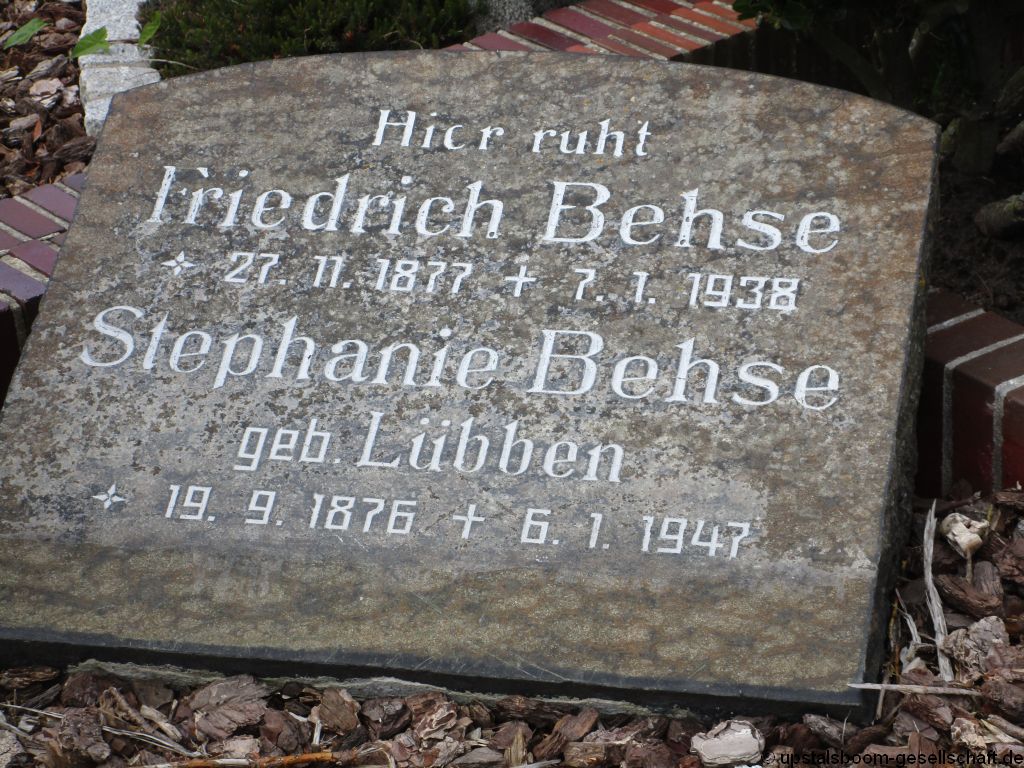 Hier ruht
Friedrich Behse
27. 11. 1877 + 7. 1. 1938
Stephanie Behse
geb. Lübben
19. 9. 1876 + 6. 1. 1947
© upstalsboom-gesellschaft.de